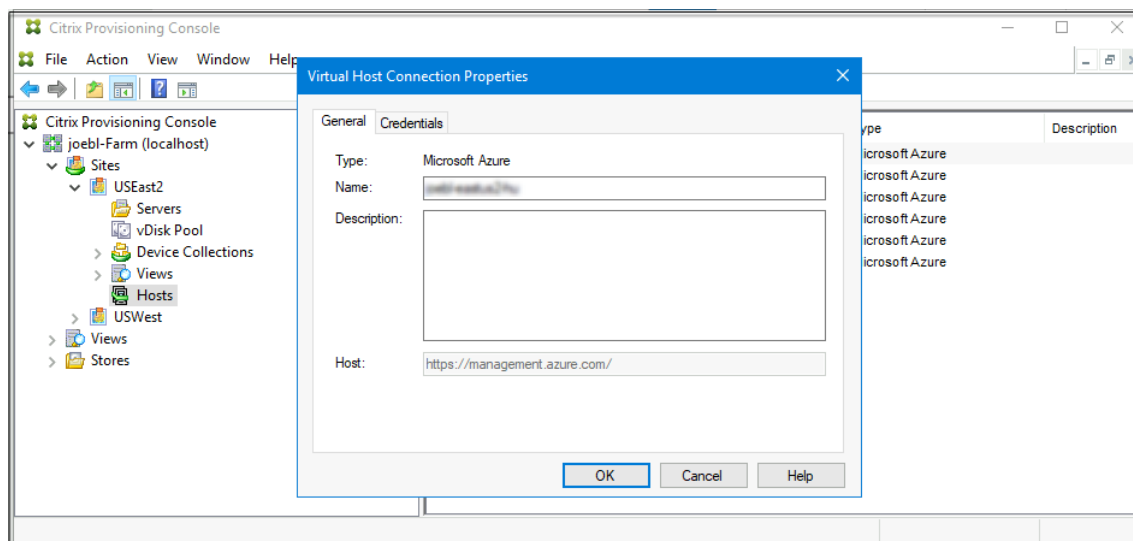 Citrix Provisioning Console
File Action View Window Help
Virtual Host Connection Properties
Citrix Provisioning Console
joebl-Farm (localhost)
Sites
USEast2
Servers
vDisk Pool
Device Collections
Views
Hosts
USWest
Views
Stores
General Credentials
Type: Microsoft Azure
Name:
Description:
Host: https://management.azure.com/
OK Cancel Help
ype Description
icrosoft Azure
icrosoft Azure
icrosoft Azure
icrosoft Azure
icrosoft Azure
icrosoft Azure